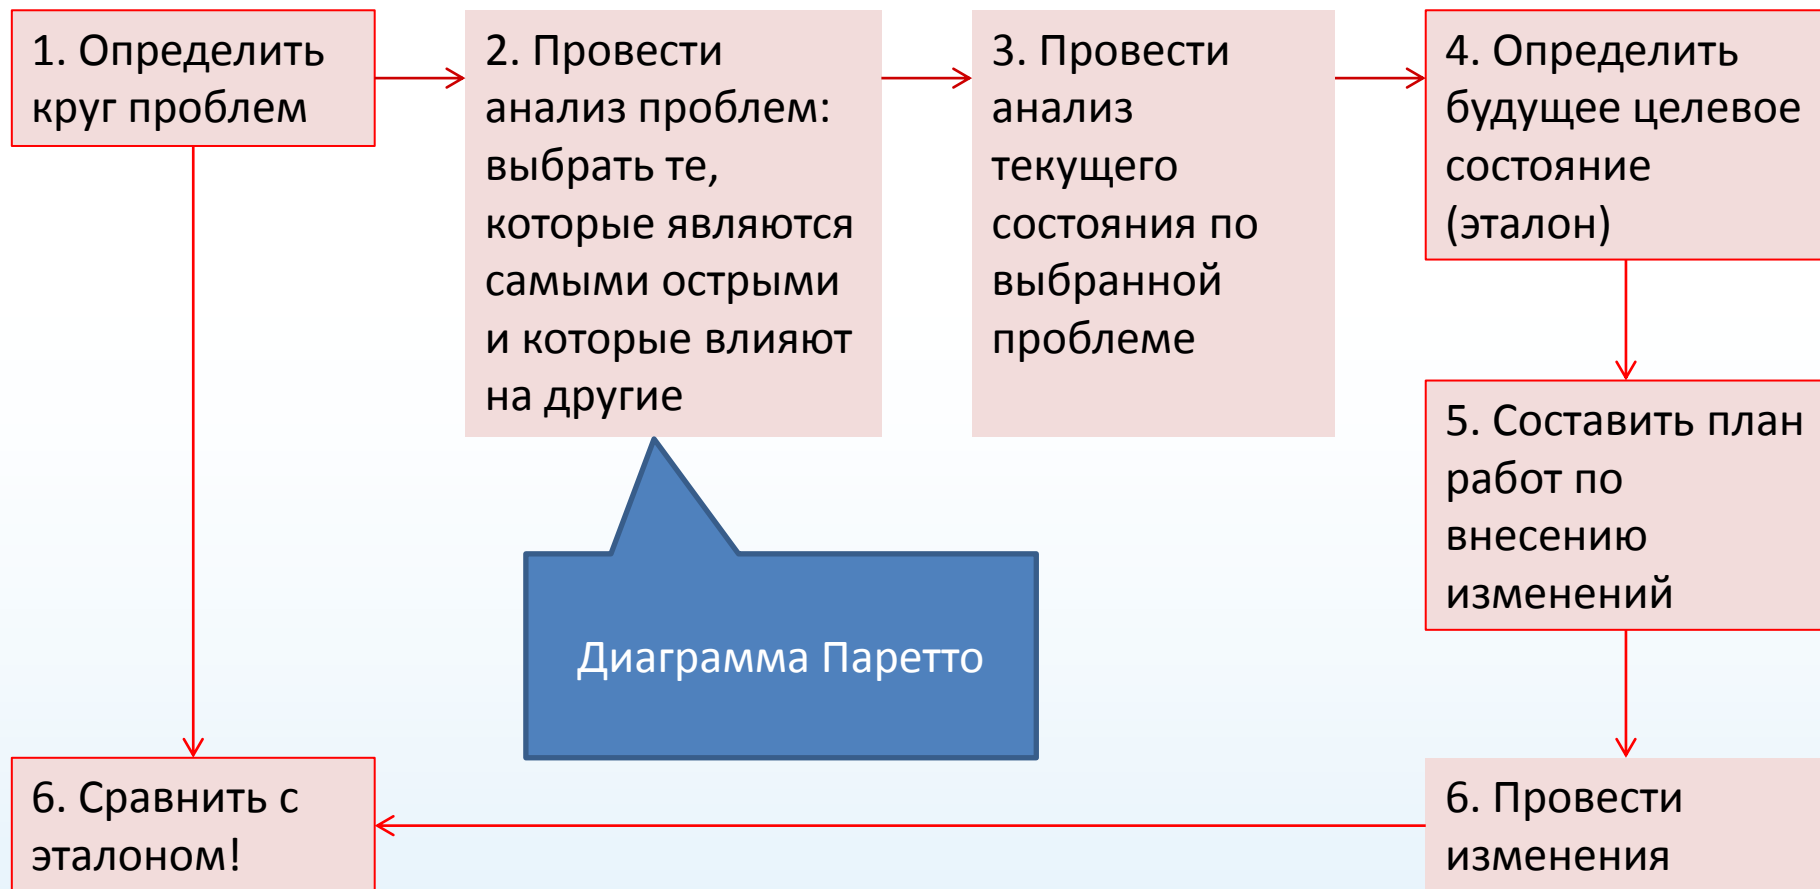 1. Определить
круг проблем
2. Провести
анализ проблем:
выбрать те,
которые являются
самыми острыми
и которые влияют
на другие
3. Провести
анализ
текущего
состояния по
выбранной
проблеме
4. Определить
будущее целевое
состояние
(эталон)
5. Составить план
работ по
внесению
изменений
Диаграмма Паретто
6. Сравнить с
эталоном!
6. Провести
изменения